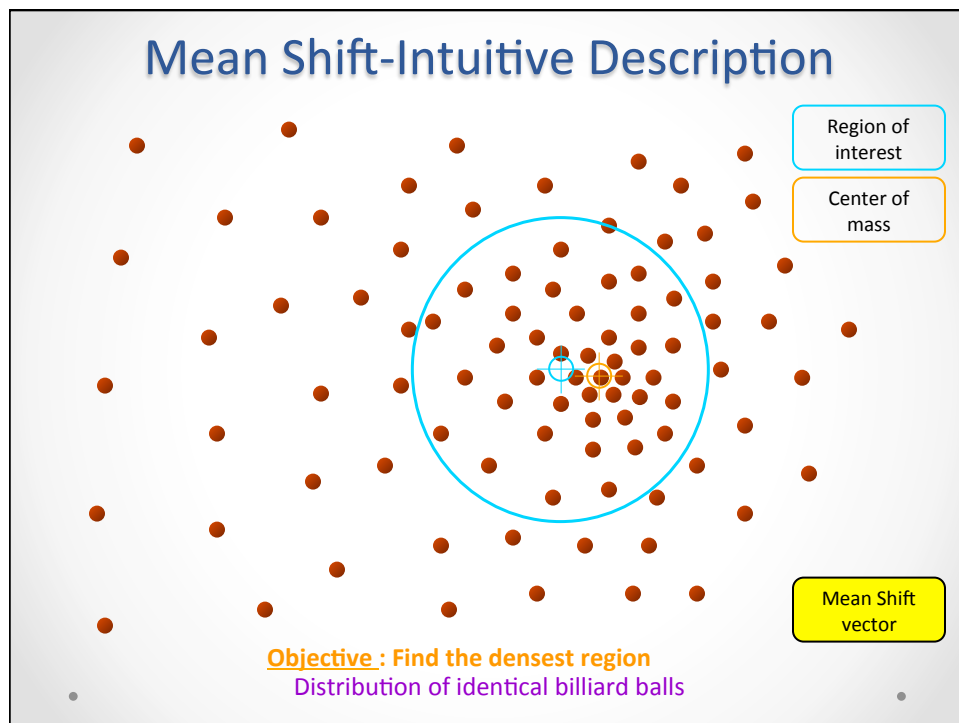 Mean Shift-Intuitive Description
Region of
interest
Center of
mass
Mean Shift
vector
Objective : Find the densest region
Distribution of identical billiard balls